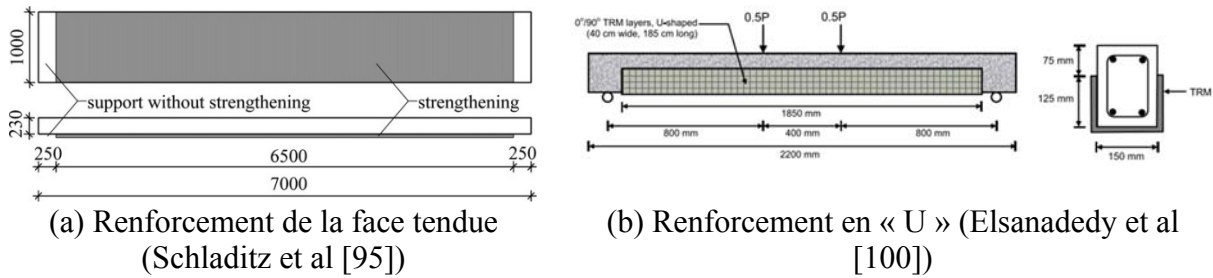 1000
support without strengthening
strengthening
230
250
6500
250
7000
(a) Renforcement de la face tendue
(Schladitz et al [95])
0°/90° TRM layers, U-shaped
(40 cm wide, 185 cm long)
0.5P
0.5P
1850 mm
800 mm
400 mm
800 mm
2200 mm
75 mm
125 mm
TRM
150 mm
(b) Renforcement en « U » (Elsanadedy et al
[100])